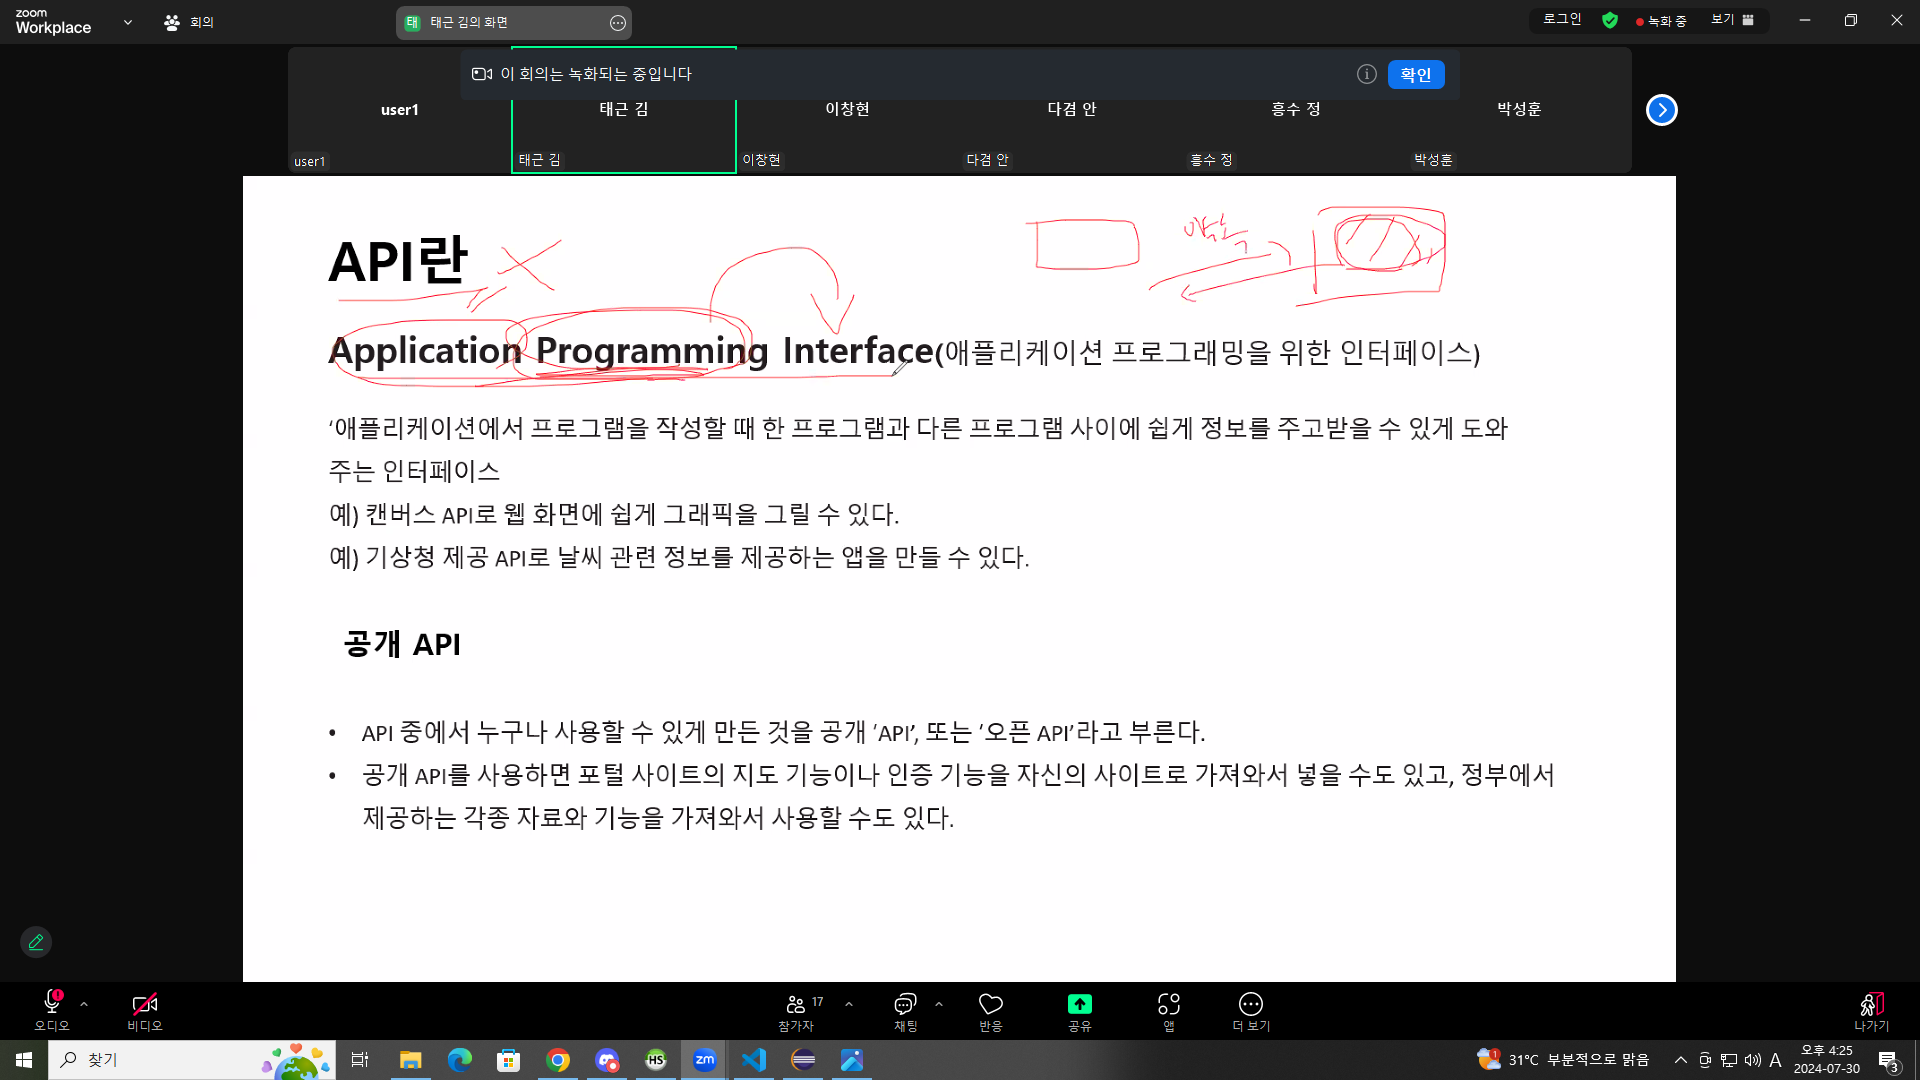 zoom
Workplace
회의
태
태근 김의 화면
로그인
녹화 중
보기
이 회의는 녹화되는 중입니다
확인
user1
태근 김
이창현
다겸 안
흥수 정
박성훈
user1
태근 김
이창현
다겸 안
흥수 정
박성훈
API란
약속
Application Programming Interface(애플리케이션 프로그래밍을 위한 인터페이스)
‘애플리케이션에서 프로그램을 작성할 때 한 프로그램과 다른 프로그램 사이에 쉽게 정보를 주고받을 수 있게 도와
주는 인터페이스
예) 캔버스 API로 웹 화면에 쉽게 그래픽을 그릴 수 있다.
예) 기상청 제공 API로 날씨 관련 정보를 제공하는 앱을 만들 수 있다.
공개 API
• API 중에서 누구나 사용할 수 있게 만든 것을 공개 ‘API’, 또는 ‘오픈 API’라고 부른다.
• 공개 API를 사용하면 포털 사이트의 지도 기능이나 인증 기능을 자신의 사이트로 가져와서 넣을 수도 있고, 정부에서
제공하는 각종 자료와 기능을 가져와서 사용할 수도 있다.
오디오
비디오
17
참가자
채팅
반응
공유
앱
더 보기
나가기
찾기
HS
zm
1
31°C 부분적으로 맑음
A
오후 4:25
2024-07-30
3